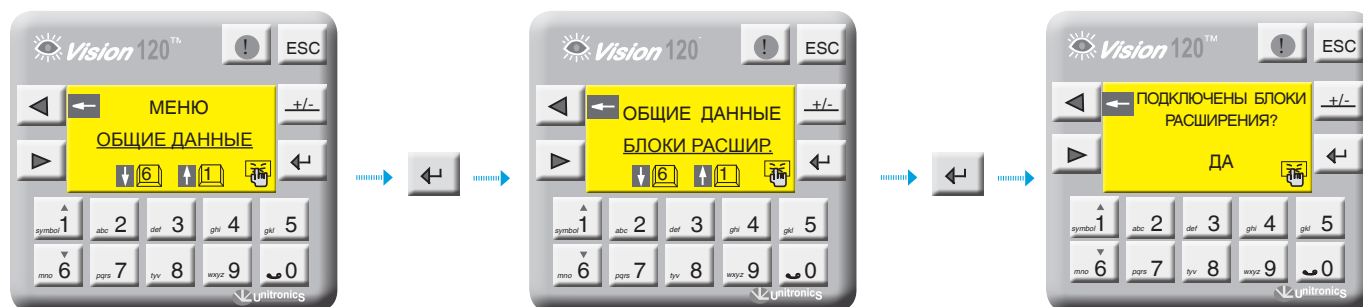 Vision 120™
! ESC
МЕНЮ
ОБЩИЕ ДАННЫЕ
6 1
+/-
symbol 1 abc 2 def 3 ghi 4 gkl 5
mno 6 pqrs 7 tyv 8 wxyz 9 0
Unitronics
Vision 120
! ESC
ОБЩИЕ ДАННЫЕ
БЛОКИ РАСШИР.
6 1
+/-
symbol 1 abc 2 def 3 ghi 4 gkl 5
mno 6 pqrs 7 tyv 8 wxyz 9 0
Unitronics
Vision 120™
! ESC
ПОДКЛЮЧЕНЫ БЛОКИ
РАСШИРЕНИЯ?
ДА
+/-
symbol 1 abc 2 def 3 ghi 4 gkl 5
mno 6 pqrs 7 tyv 8 wxyz 9 0
Unitronics